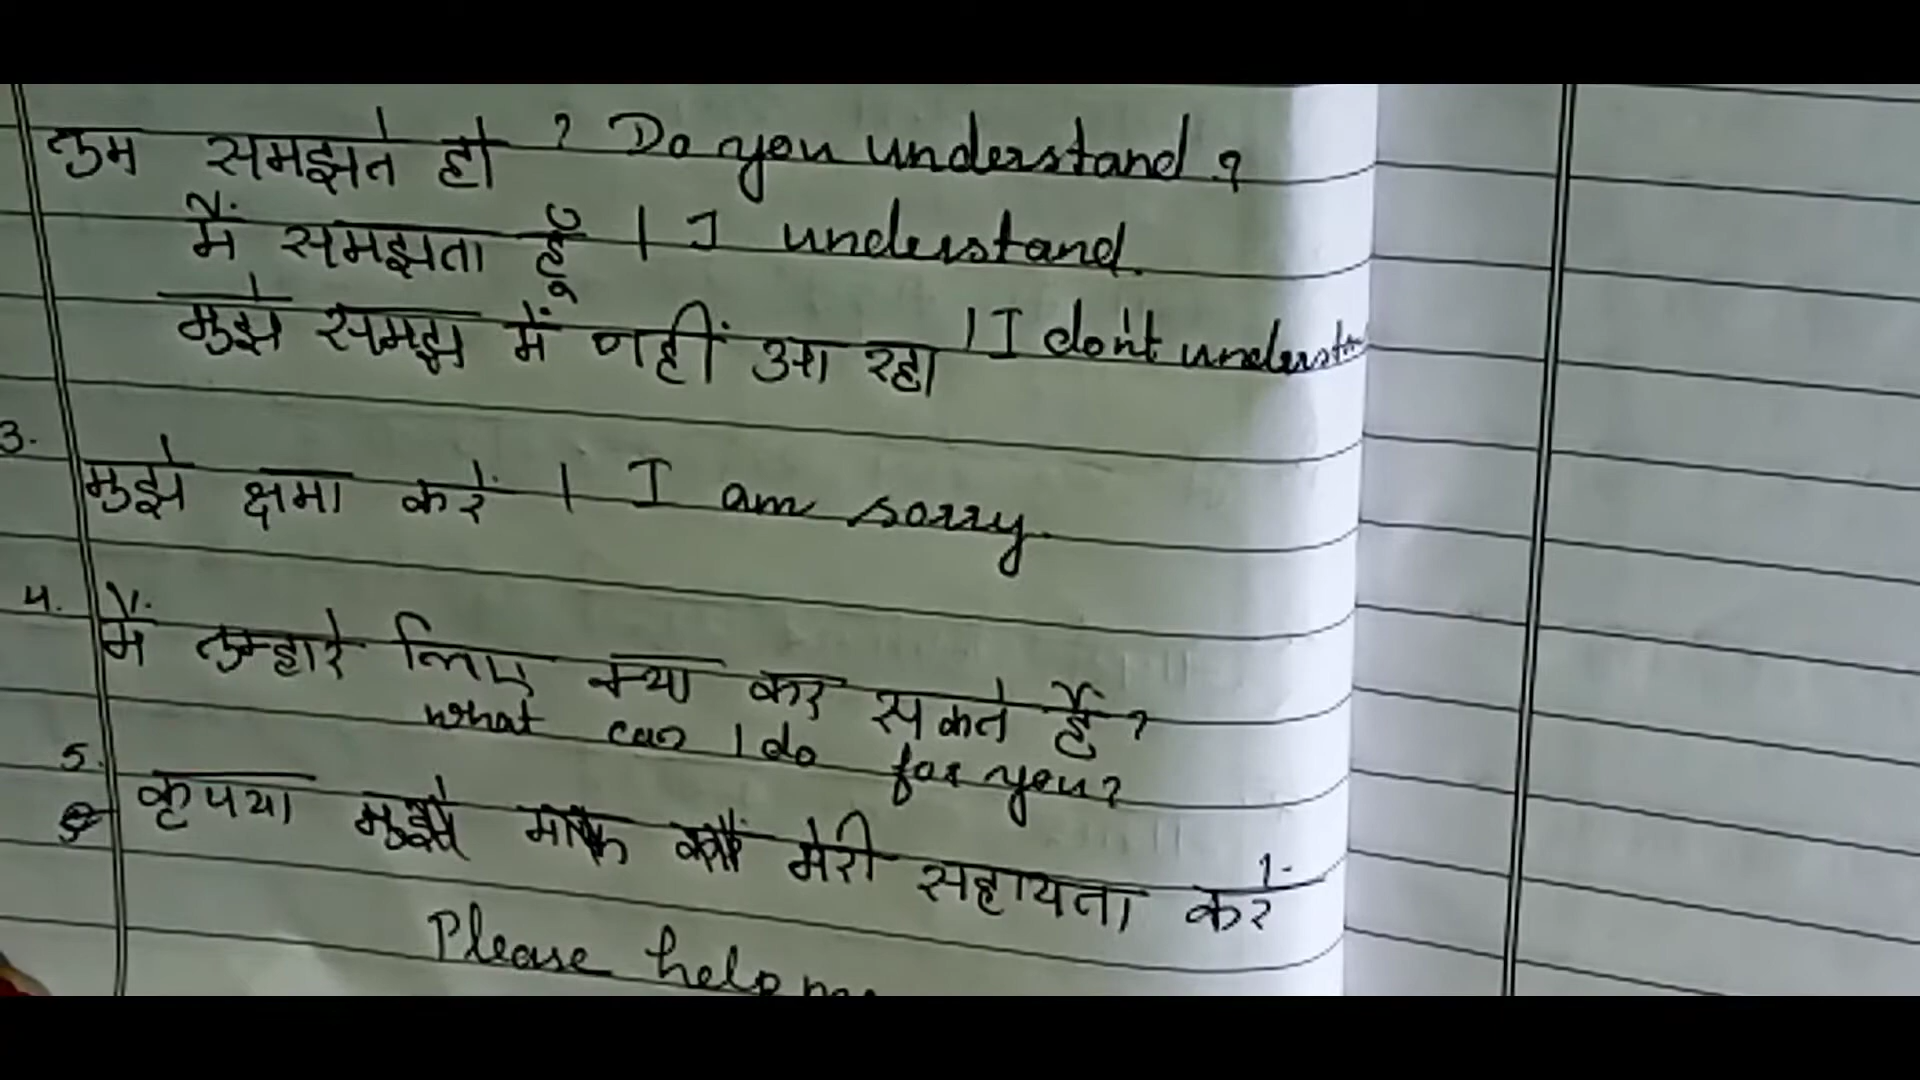 तुम समझते हो ? Do you understand ?
मैं समझता हूँ | I understand.
मुझे समझ में नहीं आ रहा | I don't
3. मुझे क्षमा करें | I am sorry.
4. मैं तुम्हारे लिए क्या कर सकते हैं ?
what can I do for you?
5. कृपया मेरी सहायता करें
Please help me